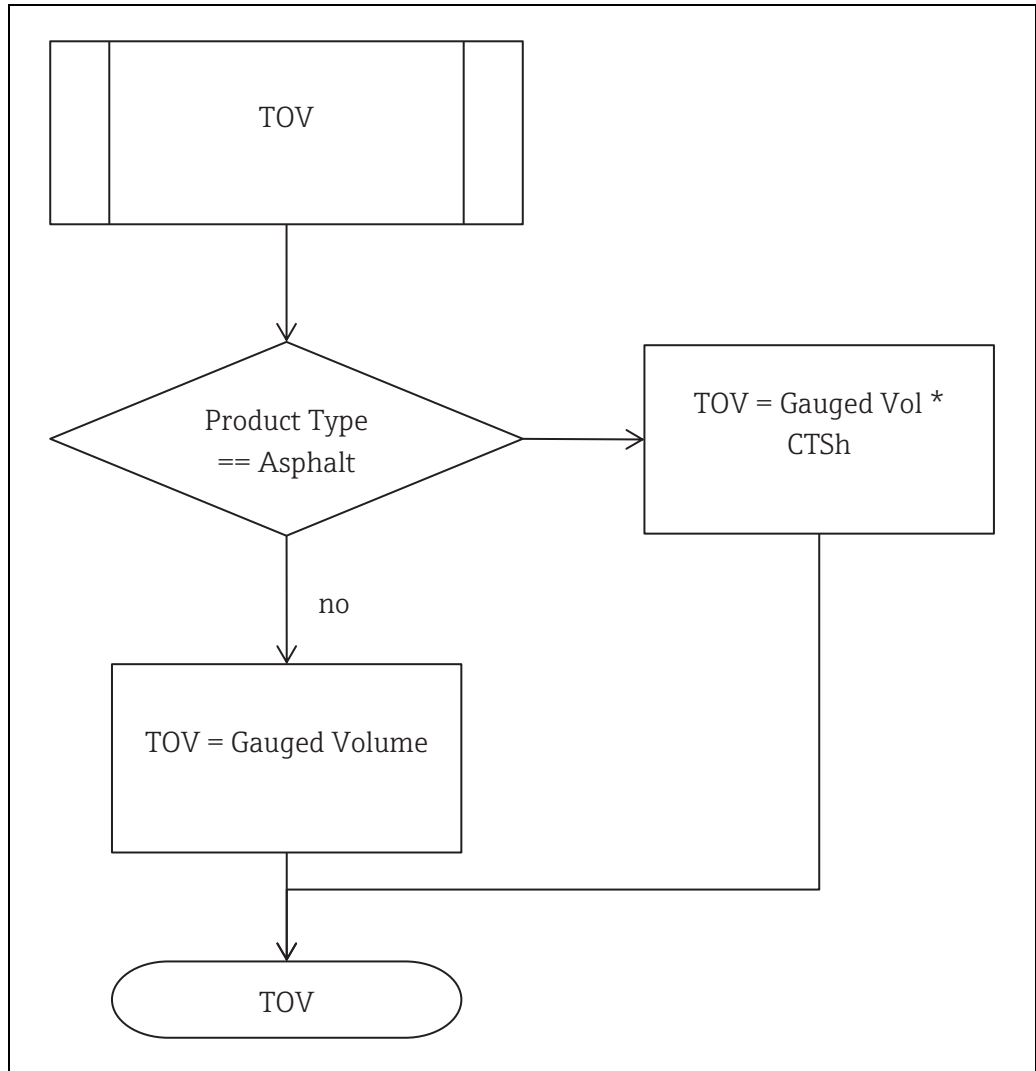 TOV
Product Type
== Asphalt
TOV = Gauged Vol *
CTSh
no
TOV = Gauged Volume
TOV